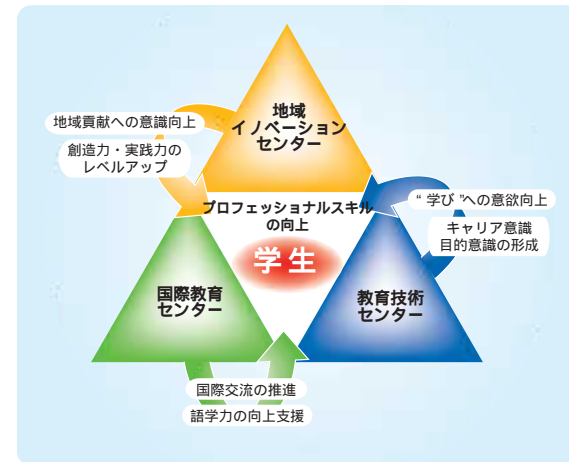 地域
イノベーション
センター
地域貢献への意識向上
創造力・実践力の
レベルアップ
プロフェッショナルスキル
の向上
学生
“学び”への意欲向上
キャリア意識
目的意識の形成
国際教育
センター
教育技術
センター
国際交流の推進
語学力の向上支援